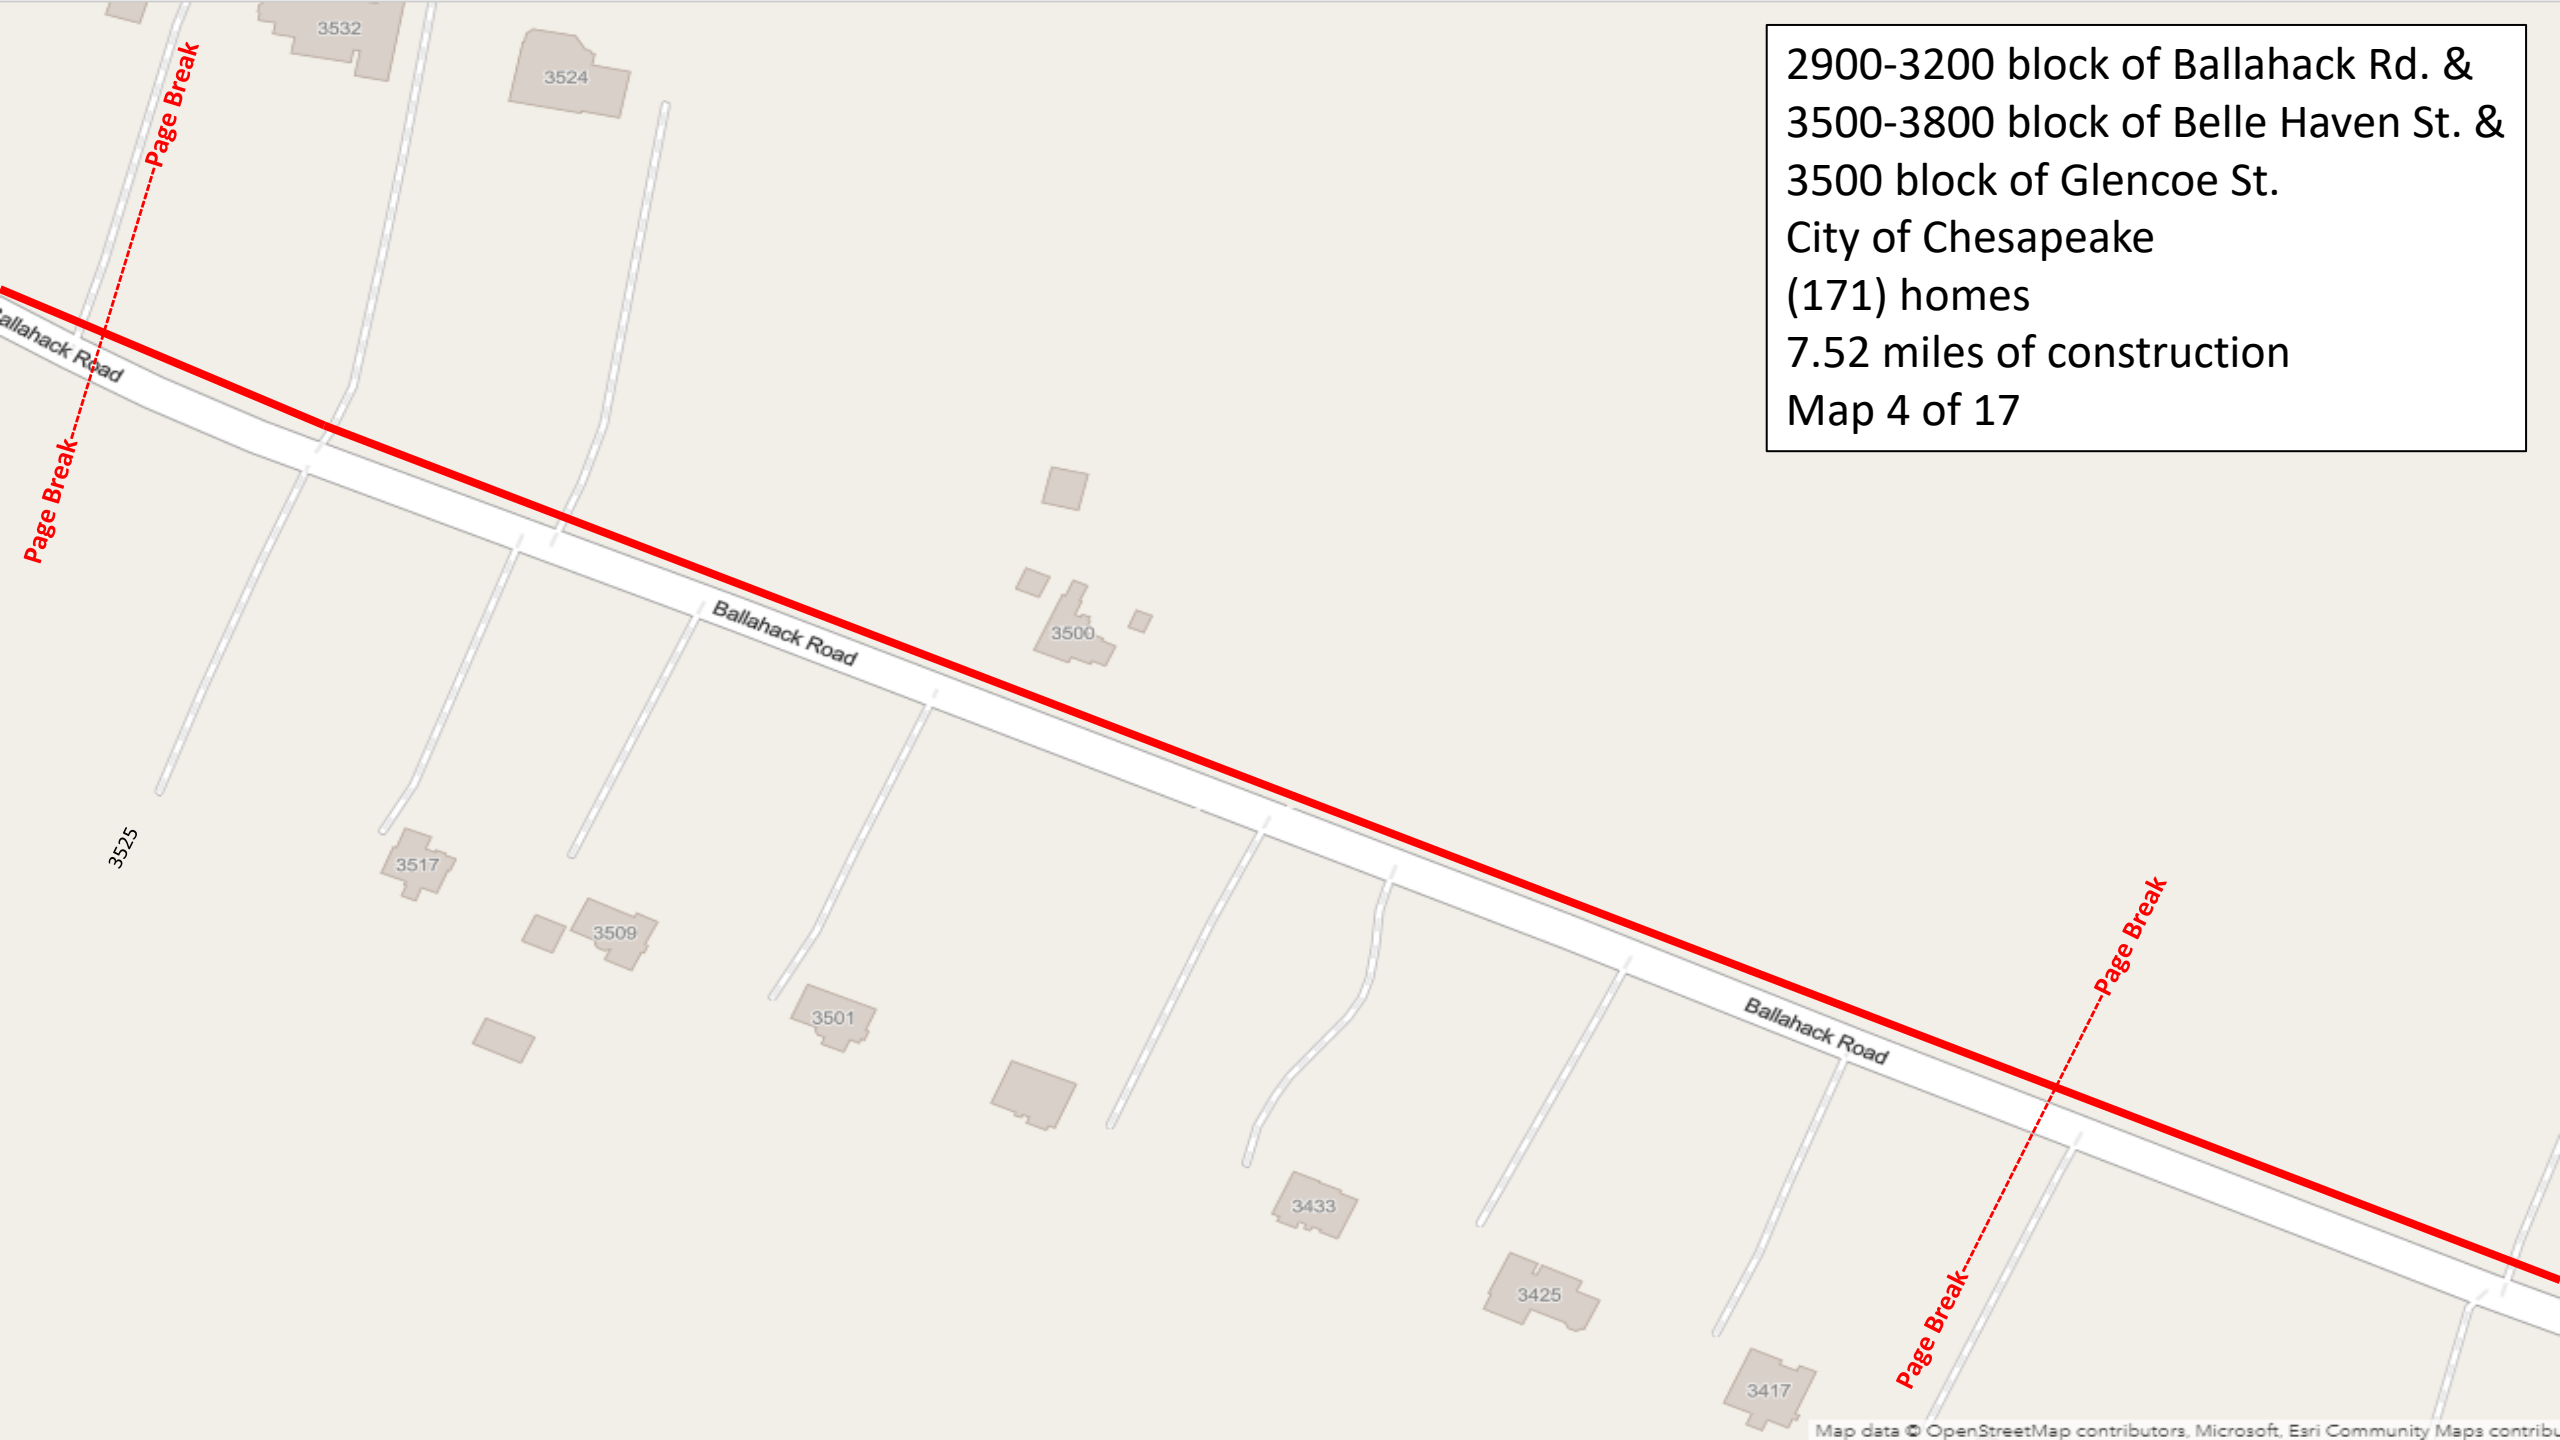 3532
Page Break
3524
2900-3200 block of Ballahack Rd. &
3500-3800 block of Belle Haven St. &
3500 block of Glencoe St.
City of Chesapeake
(171) homes
7.52 miles of construction
Map 4 of 17
allahack Road
Page Break
3500
Ballahack Road
3525
3517
3509
3501
Page Break
Ballahack Road
3433
3425
Page Break
3417
Map data © OpenStreetMap contributors, Microsoft, Esri Community Maps contribu